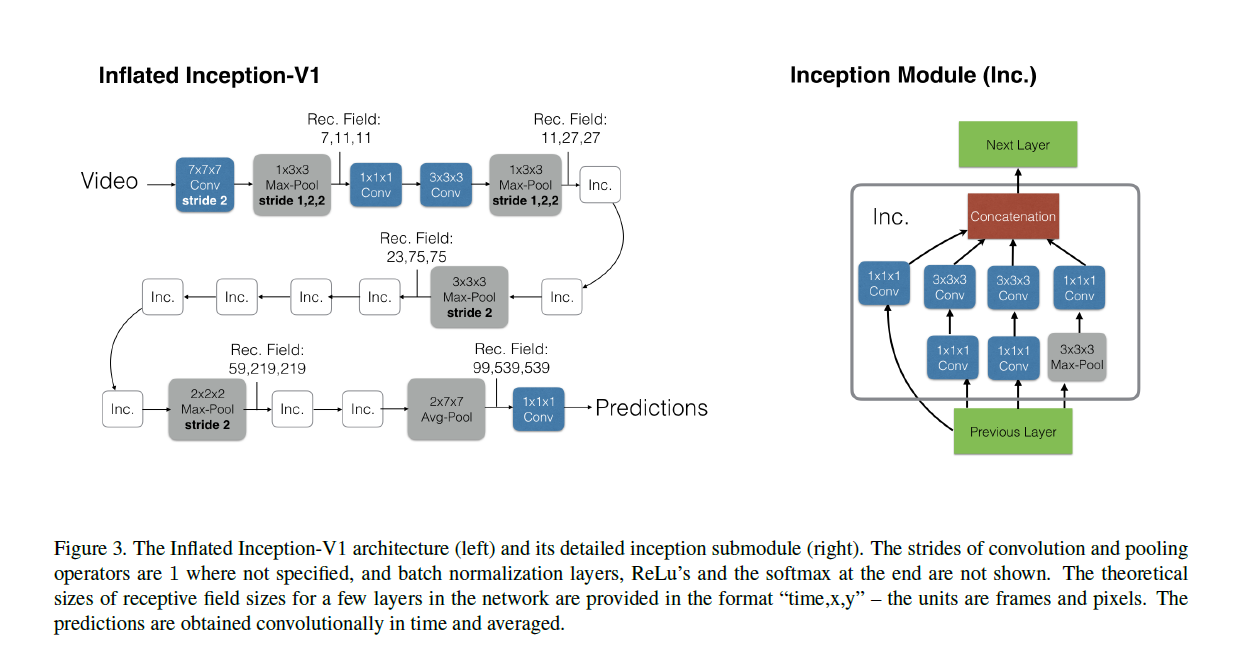 Inflated Inception-V1
Rec. Field:
7,11,11
Rec. Field:
11,27,27
Video
7x7x7
Conv
stride 2
1x3x3
Max-Pool
stride 1,2,2
1x1x1
Conv
3x3x3
Conv
1x3x3
Max-Pool
stride 1,2,2
Inc.
Rec. Field:
23,75,75
Inc.
Inc.
Inc.
Inc.
3x3x3
Max-Pool
stride 2
Inc.
Rec. Field:
59,219,219
Rec. Field:
99,539,539
Inc.
2x2x2
Max-Pool
stride 2
Inc.
Inc.
2x7x7
Avg-Pool
1x1x1
Conv
Predictions
Inception Module (Inc.)
Next Layer
Inc.
Concatenation
1x1x1
Conv
3x3x3
Conv
3x3x3
Conv
1x1x1
Conv
1x1x1
Conv
1x1x1
Conv
3x3x3
Max-Pool
Previous Layer
Figure 3. The Inflated Inception-V1 architecture (left) and its detailed inception submodule (right). The strides of convolution and pooling
operators are 1 where not specified, and batch normalization layers, ReLu's and the softmax at the end are not shown. The theoretical
sizes of receptive field sizes for a few layers in the network are provided in the format “time,x,y” – the units are frames and pixels. The
predictions are obtained convolutionally in time and averaged.